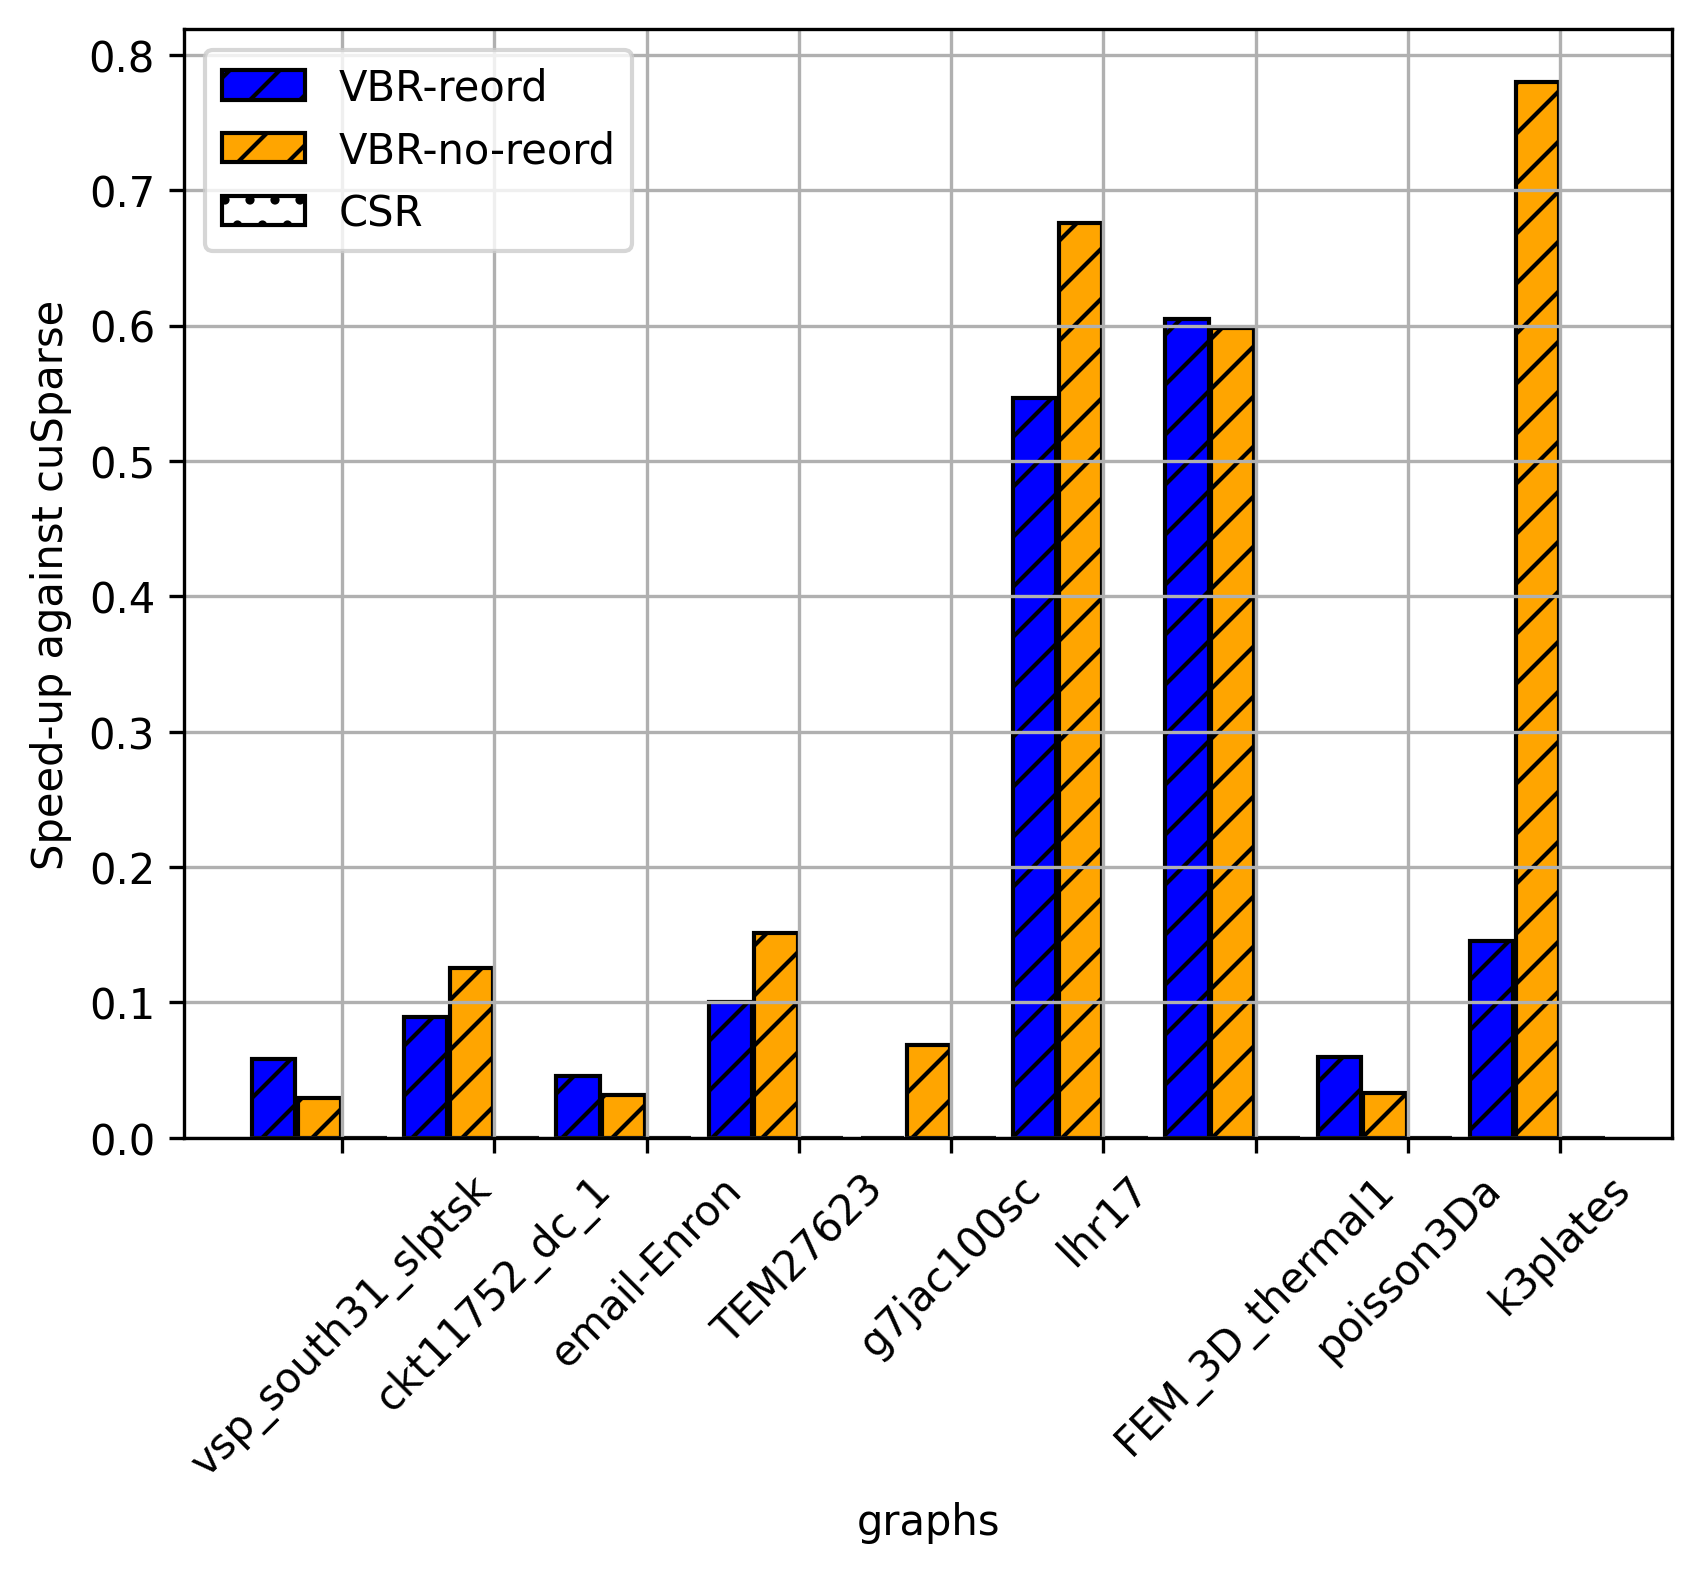 0.8
0.7
0.6
0.5
0.4
0.3
0.2
0.1
0.0
Speed-up against cuSparse
VBR-reord
VBR-no-reord
CSR
vsp_south31_slptsk
ckt11752_dc_1
email-Enron
TEM27623
g7jac100sc
lhr17
FEM_3D_thermal1
poisson3Da
k3plates
graphs